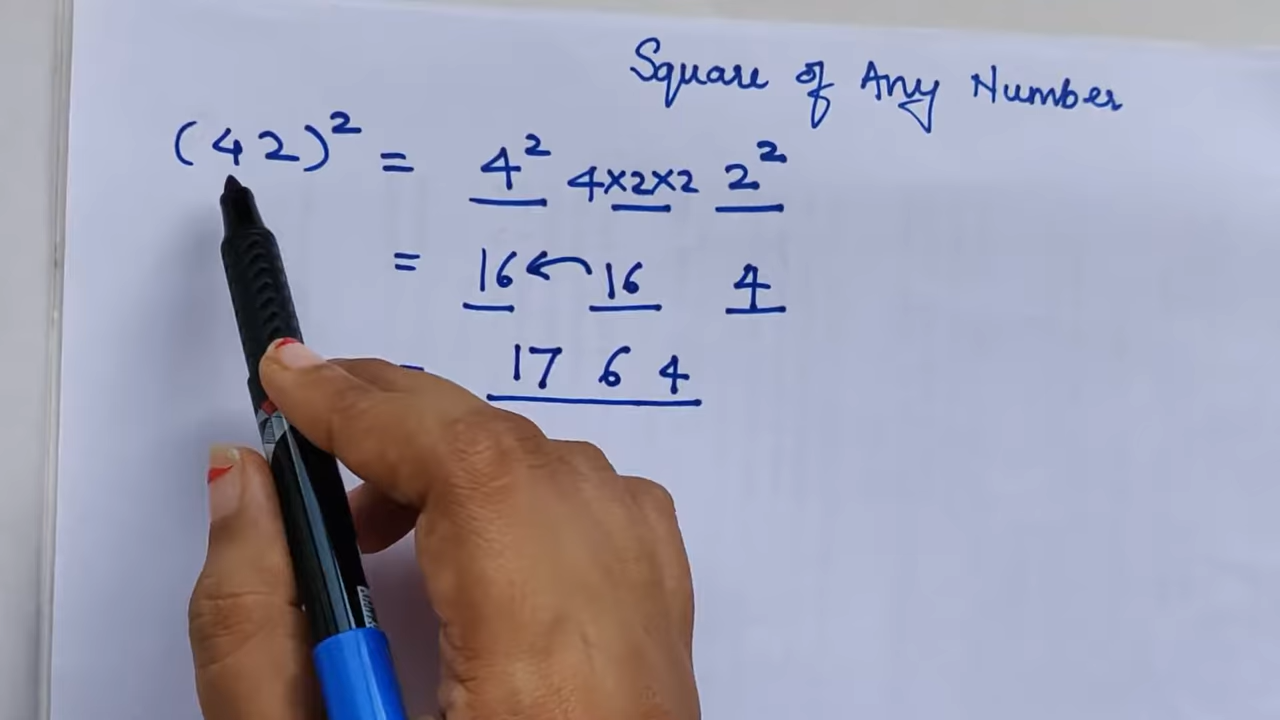 Square of Any Number
(42)² = 4² 4×2×2 2²
= 16 ← 16 4
= 17 6 4